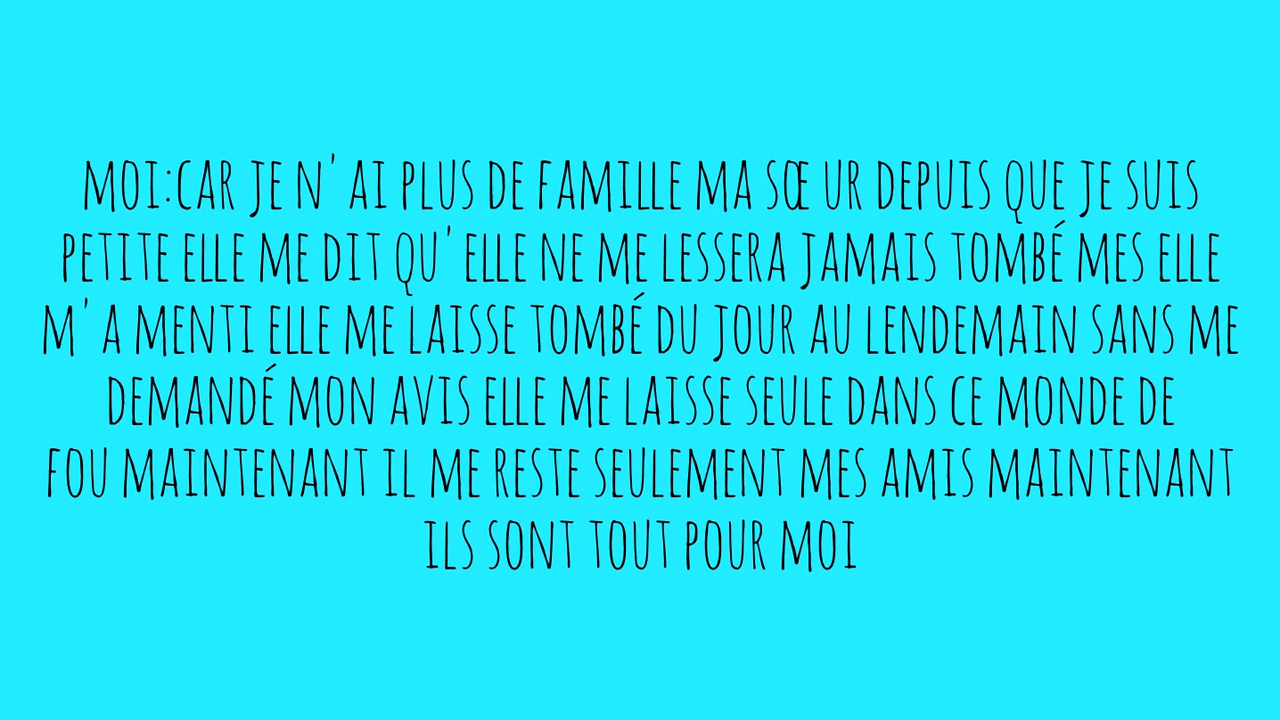 MOI:CAR JE N'AI PLUS DE FAMILLE MA SŒ UR DEPUIS QUE JE SUIS
PETITE ELLE ME DIT QU'ELLE NE ME LESSERA JAMAIS TOMBÉ MES ELLE
M'A MENTI ELLE ME LAISSE TOMBÉ DU JOUR AU LENDEMAIN SANS ME
DEMANDÉ MON AVIS ELLE ME LAISSE SEULE DANS CE MONDE DE
FOU MAINTENANT IL ME RESTE SEULEMENT MES AMIS MAINTENANT
ILS SONT TOUT POUR MOI